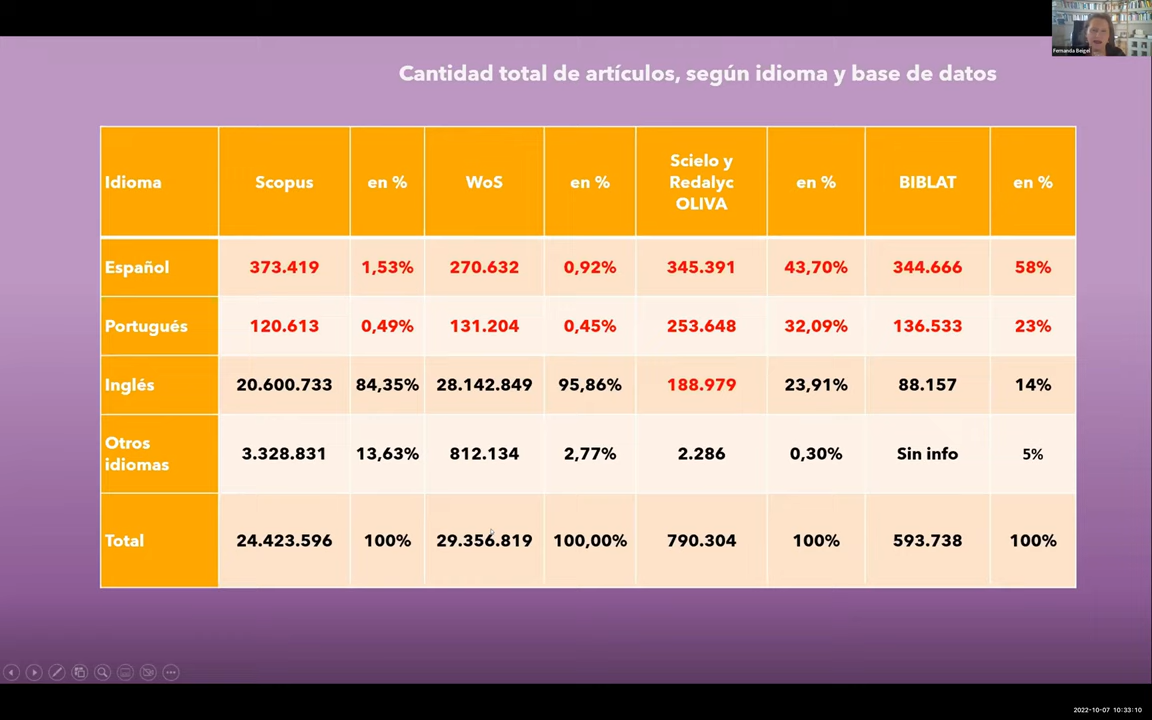 Fernanda Beigel
Cantidad total de artículos, según idioma y base de datos
Idioma Scopus en % WoS en % Scielo y Redalyc OLIVA en % BIBLAT en %
Español 373.419 1,53% 270.632 0,92% 345.391 43,70% 344.666 58%
Portugués 120.613 0,49% 131.204 0,45% 253.648 32,09% 136.533 23%
Inglés 20.600.733 84,35% 28.142.849 95,86% 188.979 23,91% 88.157 14%
Otros idiomas 3.328.831 13,63% 812.134 2,77% 2.286 0,30% Sin info 5%
Total 24.423.596 100% 29.356.819 100,00% 790.304 100% 593.738 100%
2022-10-07 10:33:10